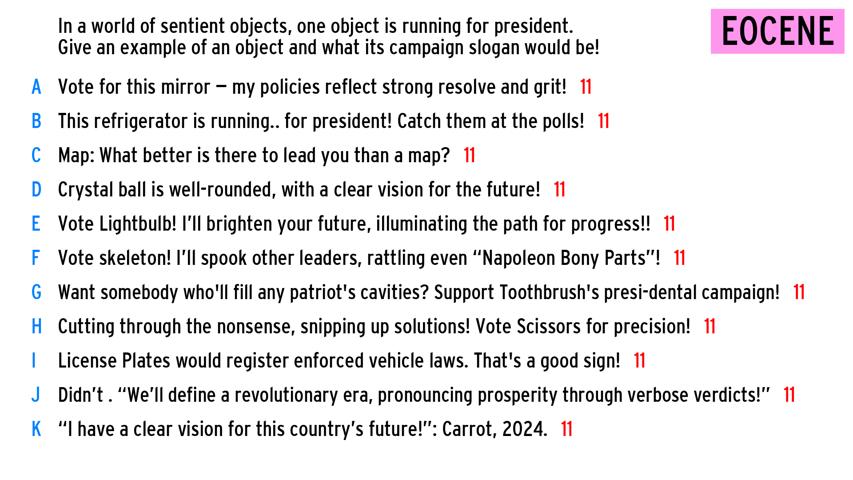 In a world of sentient objects, one object is running for president.
Give an example of an object and what its campaign slogan would be!
EOCENE
A Vote for this mirror – my policies reflect strong resolve and grit! 11
B This refrigerator is running.. for president! Catch them at the polls! 11
C Map: What better is there to lead you than a map? 11
D Crystal ball is well-rounded, with a clear vision for the future! 11
E Vote Lightbulb! I’ll brighten your future, illuminating the path for progress!! 11
F Vote skeleton! I’ll spook other leaders, rattling even “Napoleon Bony Parts”! 11
G Want somebody who'll fill any patriot's cavities? Support Toothbrush's presi-dental campaign! 11
H Cutting through the nonsense, snipping up solutions! Vote Scissors for precision! 11
I License Plates would register enforced vehicle laws. That's a good sign! 11
J Didn’t . “We’ll define a revolutionary era, pronouncing prosperity through verbose verdicts!” 11
K “I have a clear vision for this country’s future!”: Carrot, 2024. 11